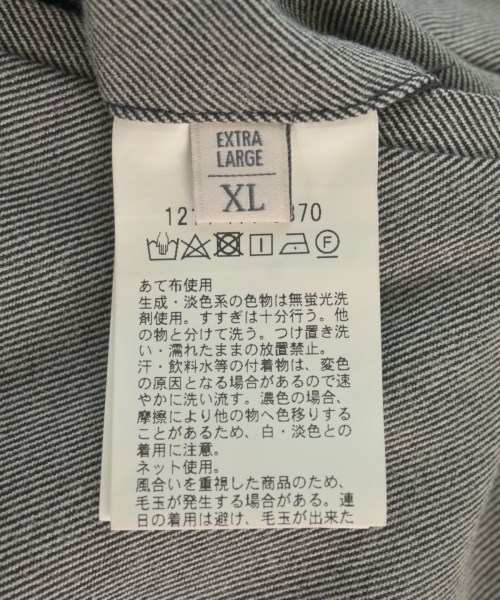 EXTRA
LARGE
XL
121 370
F
あて布使用
生成・淡色系の色物は無蛍光洗
剤使用。すすぎは十分行う。他
の物と分けて洗う。つけ置き洗
い・濡れたままの放置禁止。
汗・飲料水等の付着物は、変色
の原因となる場合があるので速
やかに洗い流す。濃色の場合、
摩擦により他の物へ色移りする
ことがあるため、白・淡色との
着用に注意。
ネット使用。
風合いを重視した商品のため、
毛玉が発生する場合がある。連
日の着用は避け、毛玉が出来た